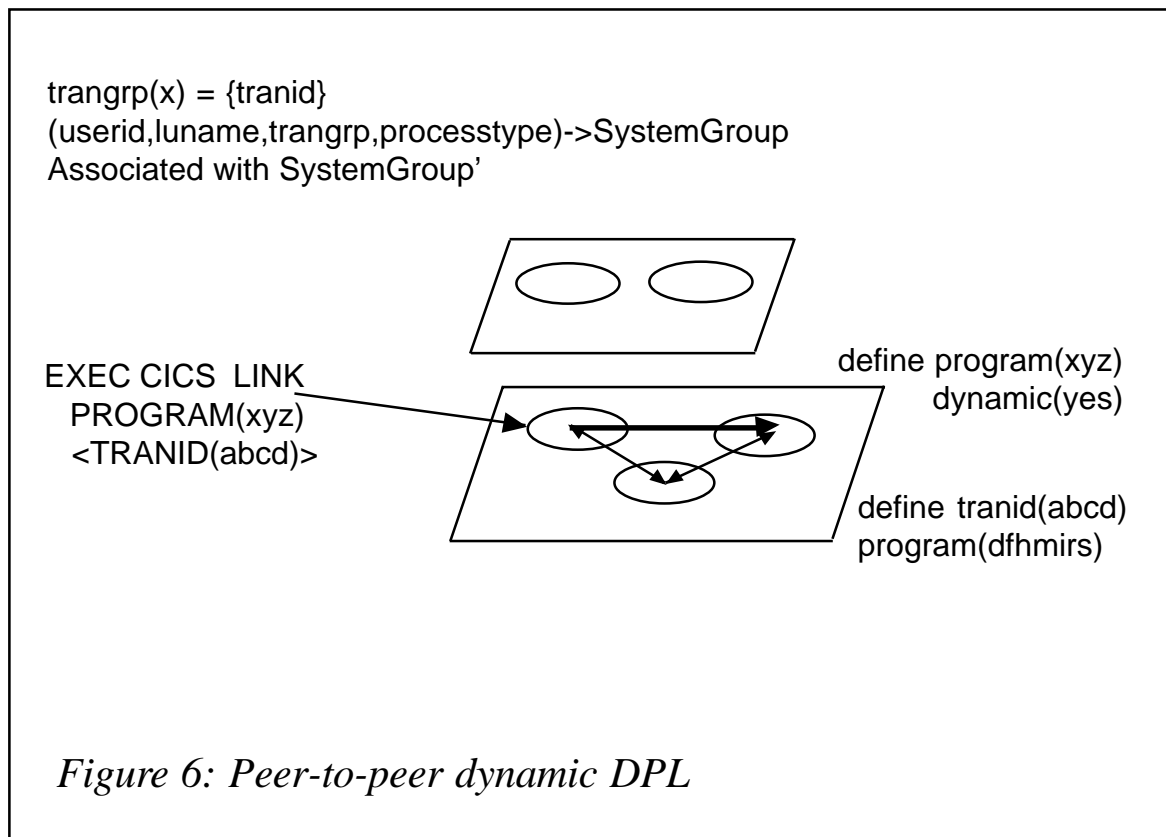 trangrp(x) = {tranid}
(userid,luname,trangrp,processtype)->SystemGroup
Associated with SystemGroup’
EXEC CICS LINK
PROGRAM(xyz)
<TRANID(abcd)>
define program(xyz)
dynamic(yes)
define tranid(abcd)
program(dfhmirs)
Figure 6: Peer-to-peer dynamic DPL